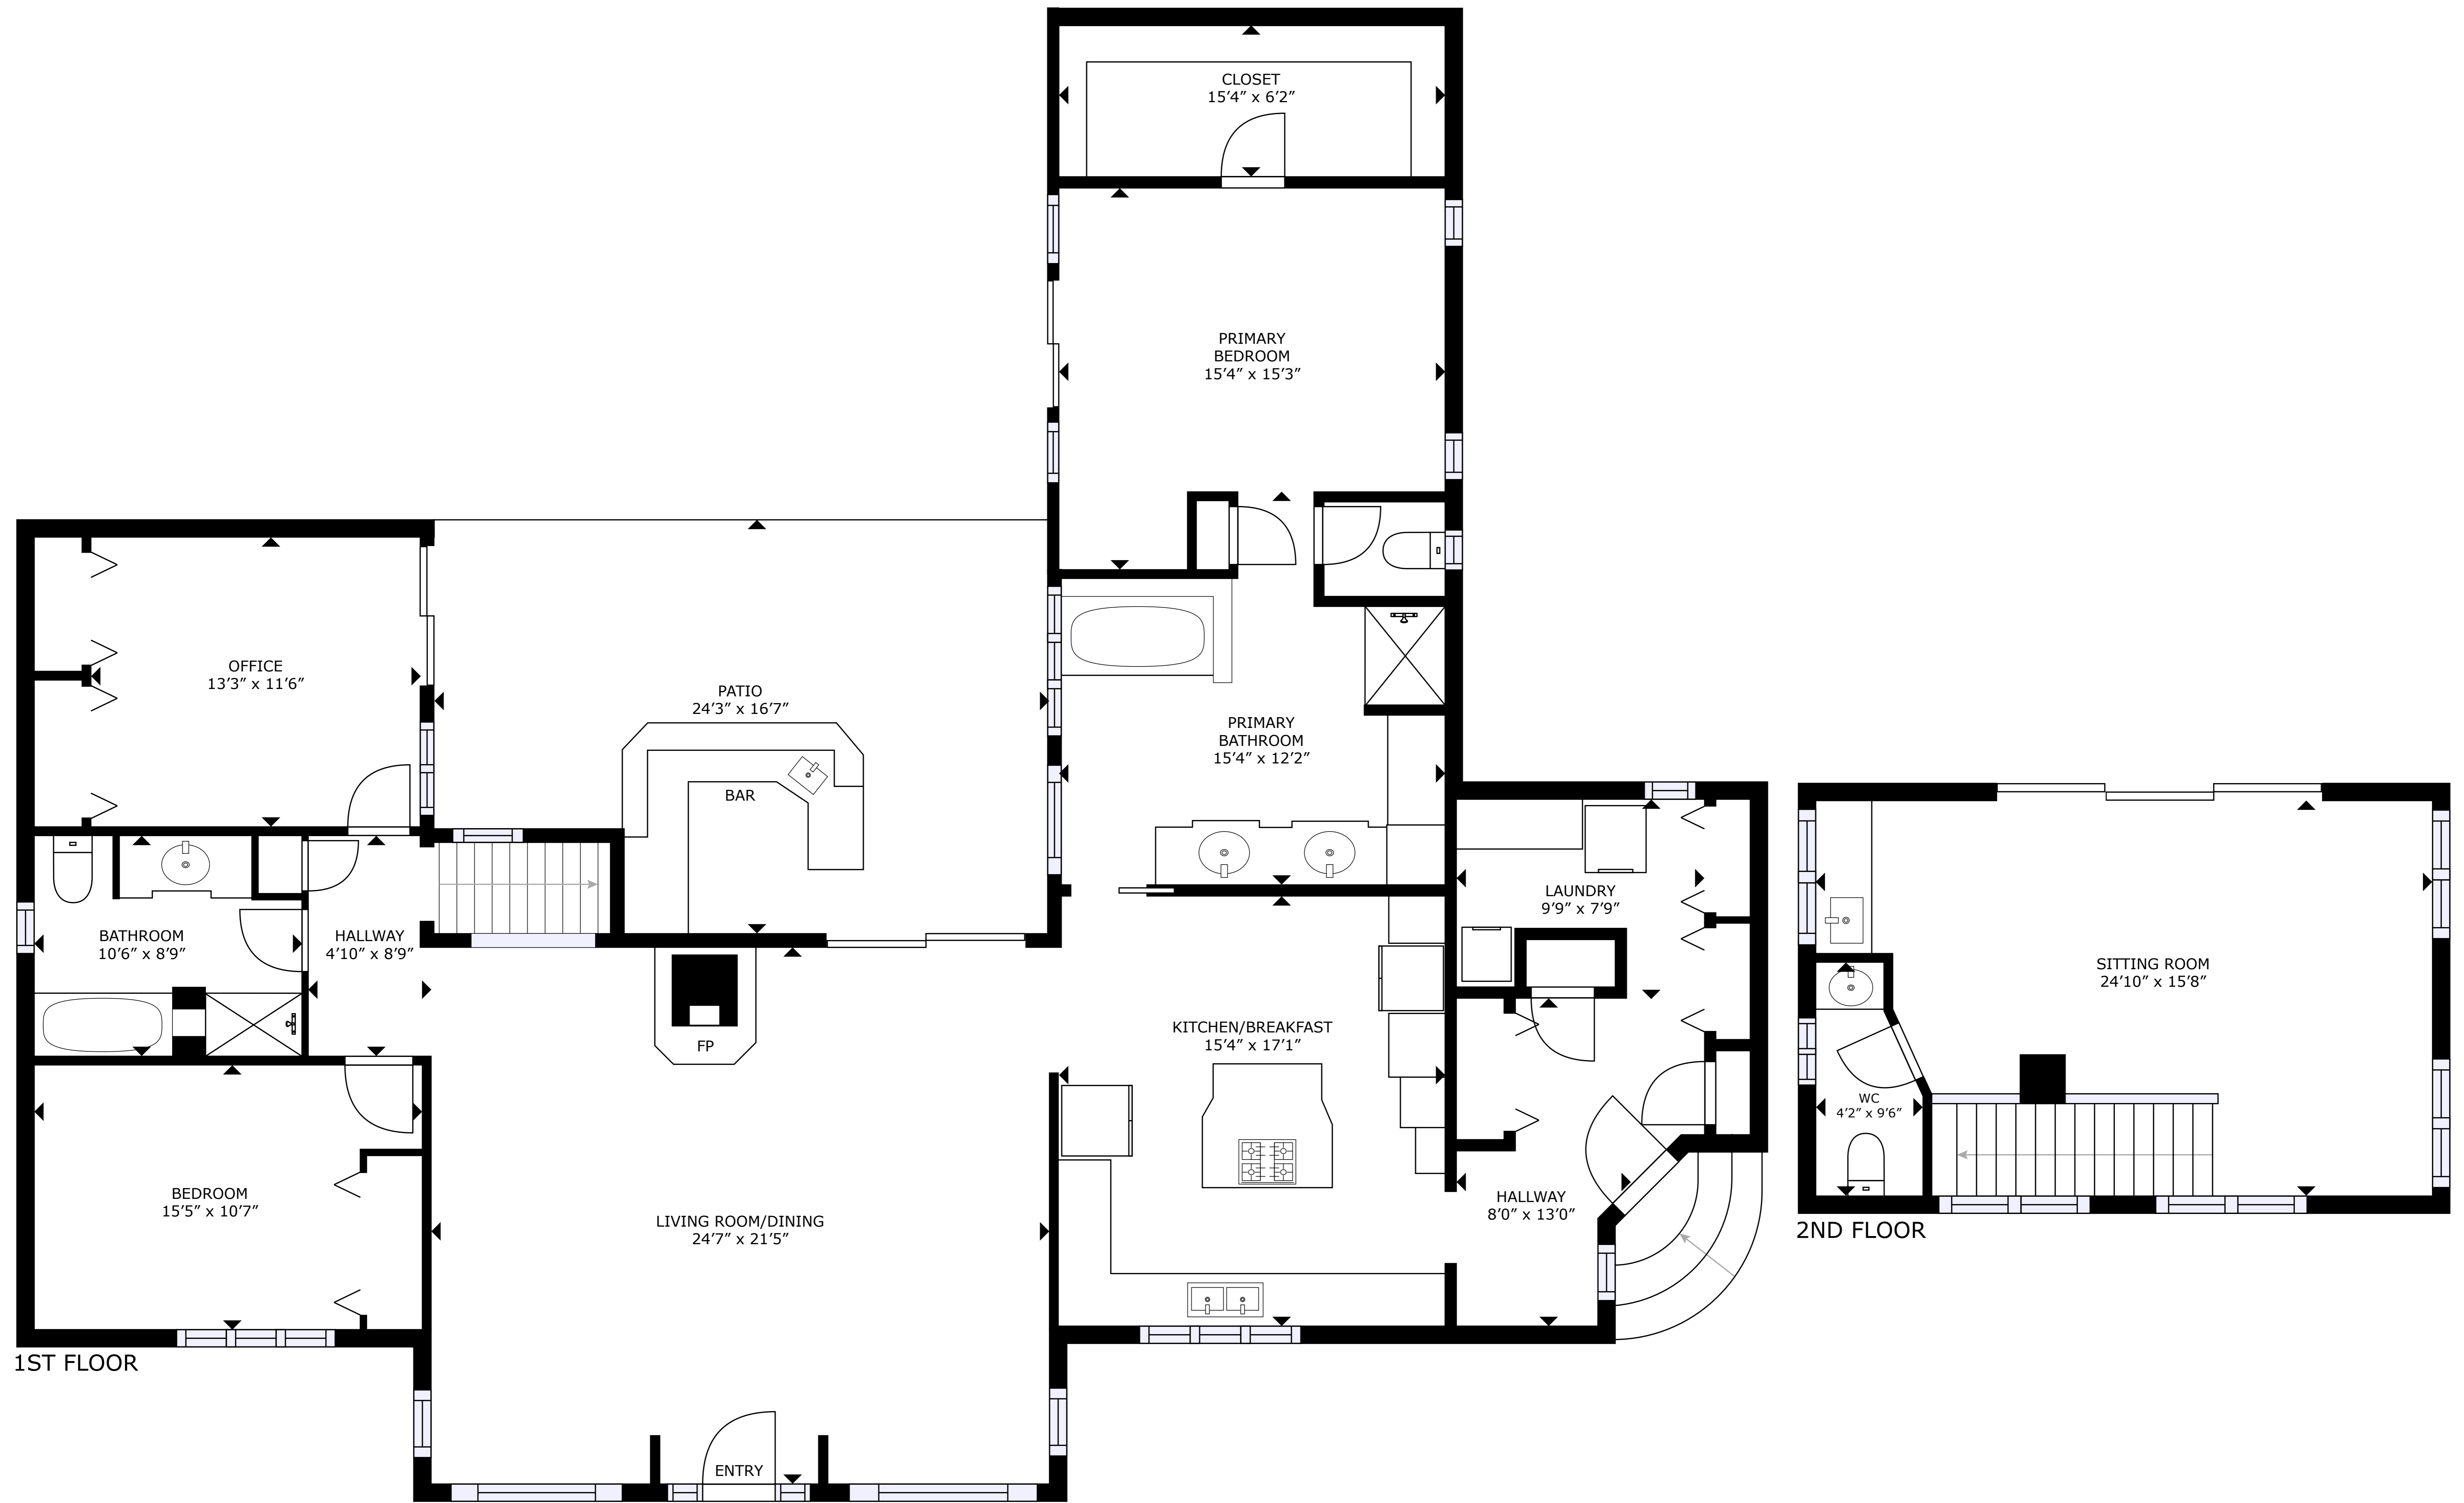 CLOSET
15’4” x 6’2”
PRIMARY
BEDROOM
15’4” x 15’3”
OFFICE
13’3” x 11’6”
PATIO
24’3” x 16’7”
BAR
PRIMARY
BATHROOM
15’4” x 12’2”
BATHROOM
10’6” x 8’9”
HALLWAY
4’10” x 8’9”
LAUNDRY
9’9” x 7’9”
FP
KITCHEN/BREAKFAST
15’4” x 17’1”
BEDROOM
15’5” x 10’7”
LIVING ROOM/DINING
24’7” x 21’5”
HALLWAY
8’0” x 13’0”
ENTRY
1ST FLOOR
SITTING ROOM
24’10” x 15’8”
WC
4’2” x 9’6”
2ND FLOOR